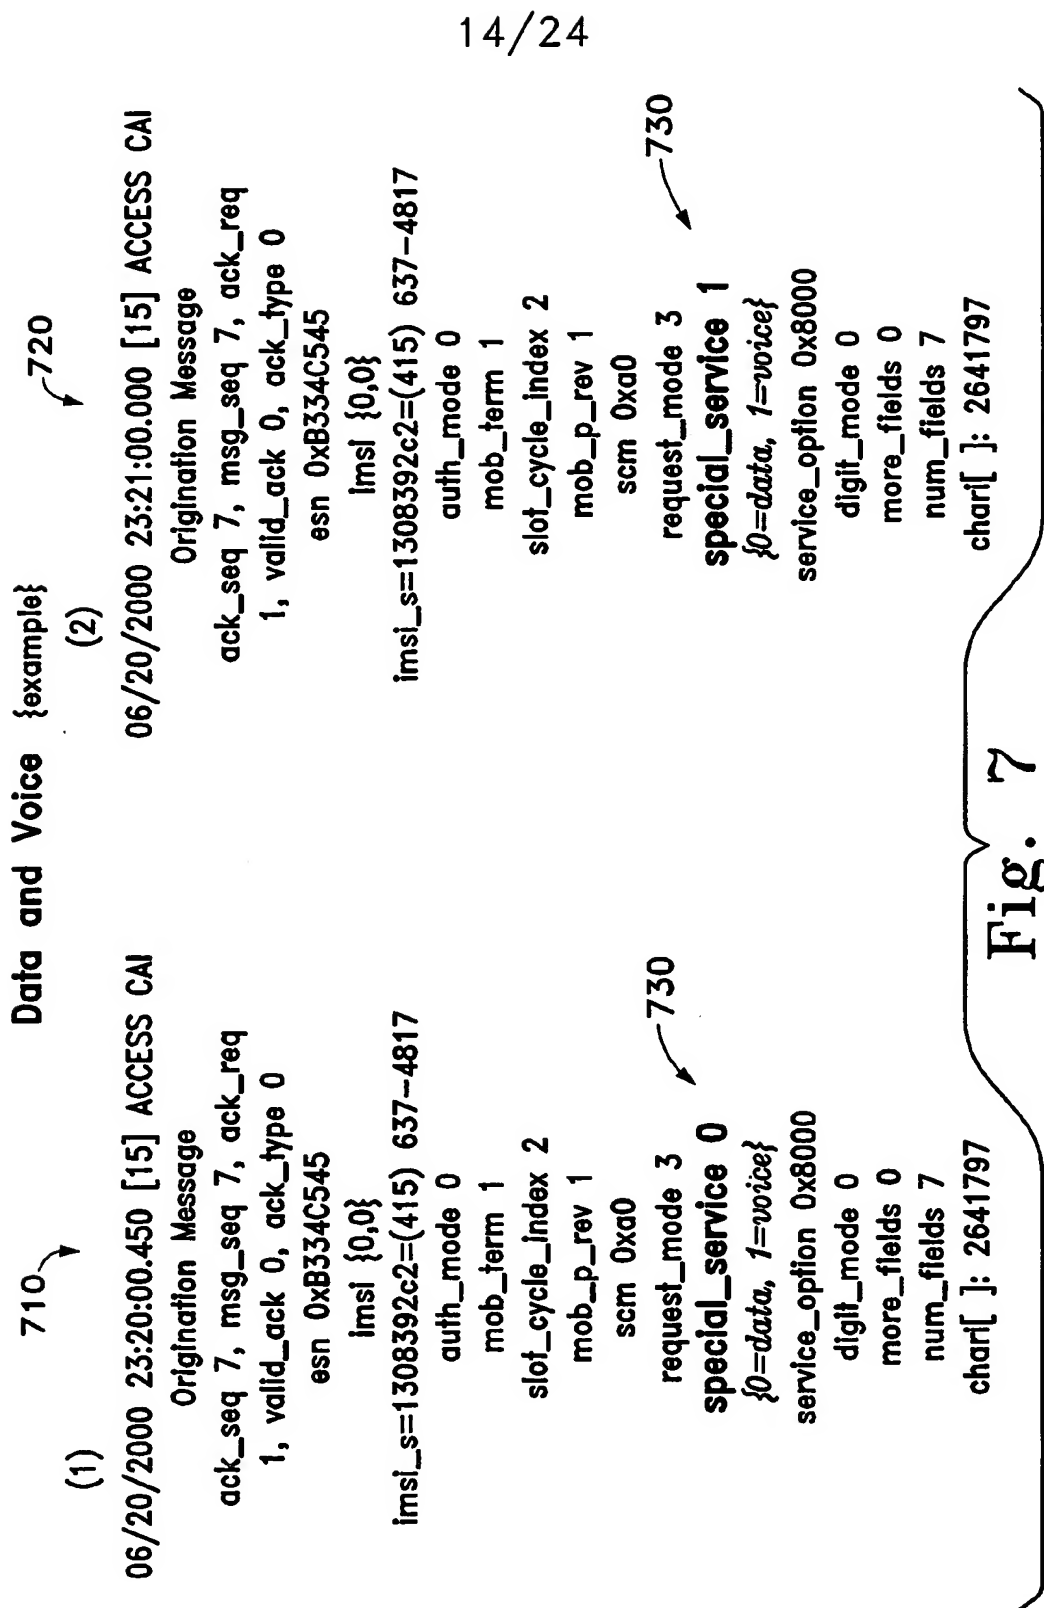 14/24
Data and Voice {example}
710
(1)
06/20/2000 23:20:00.450 [15] ACCESS CAI
Origination Message
ack_seq 7, msg_seq 7, ack_req
1, valid_ack 0, ack_type 0
esn 0xB334C545
imsi {0,0}
imsi_s=1308392c2=(415) 637-4817
auth_mode 0
mob_term 1
slot_cycle_index 2
mob_p_rev 1
scm 0xa0
request_mode 3
730
special_service 0
{0=data, 1=voice}
service_option 0x8000
digit_mode 0
more_fields 0
num_fields 7
chari[ ]: 2641797
720
(2)
06/20/2000 23:21:00.000 [15] ACCESS CAI
Origination Message
ack_seq 7, msg_seq 7, ack_req
1, valid_ack 0, ack_type 0
esn 0xB334C545
imsi {0,0}
imsi_s=1308392c2=(415) 637-4817
auth_mode 0
mob_term 1
slot_cycle_index 2
mob_p_rev 1
scm 0xa0
request_mode 3
730
special_service 1
{0=data, 1=voice}
service_option 0x8000
digit_mode 0
more_fields 0
num_fields 7
chari[ ]: 2641797
Fig. 7